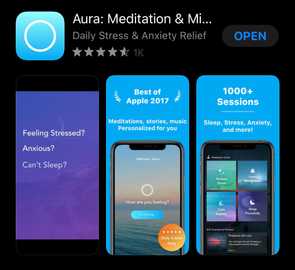 Aura: Meditation & Mi...
Daily Stress & Anxiety Relief
OPEN
1K
Feeling Stressed?
Anxious?
Can't Sleep?
Best of
Apple 2017
Meditations, stories, music
Personalized for you
How are you feeling?
1000+
Sessions
Sleep, Stress, Anxiety,
and more!